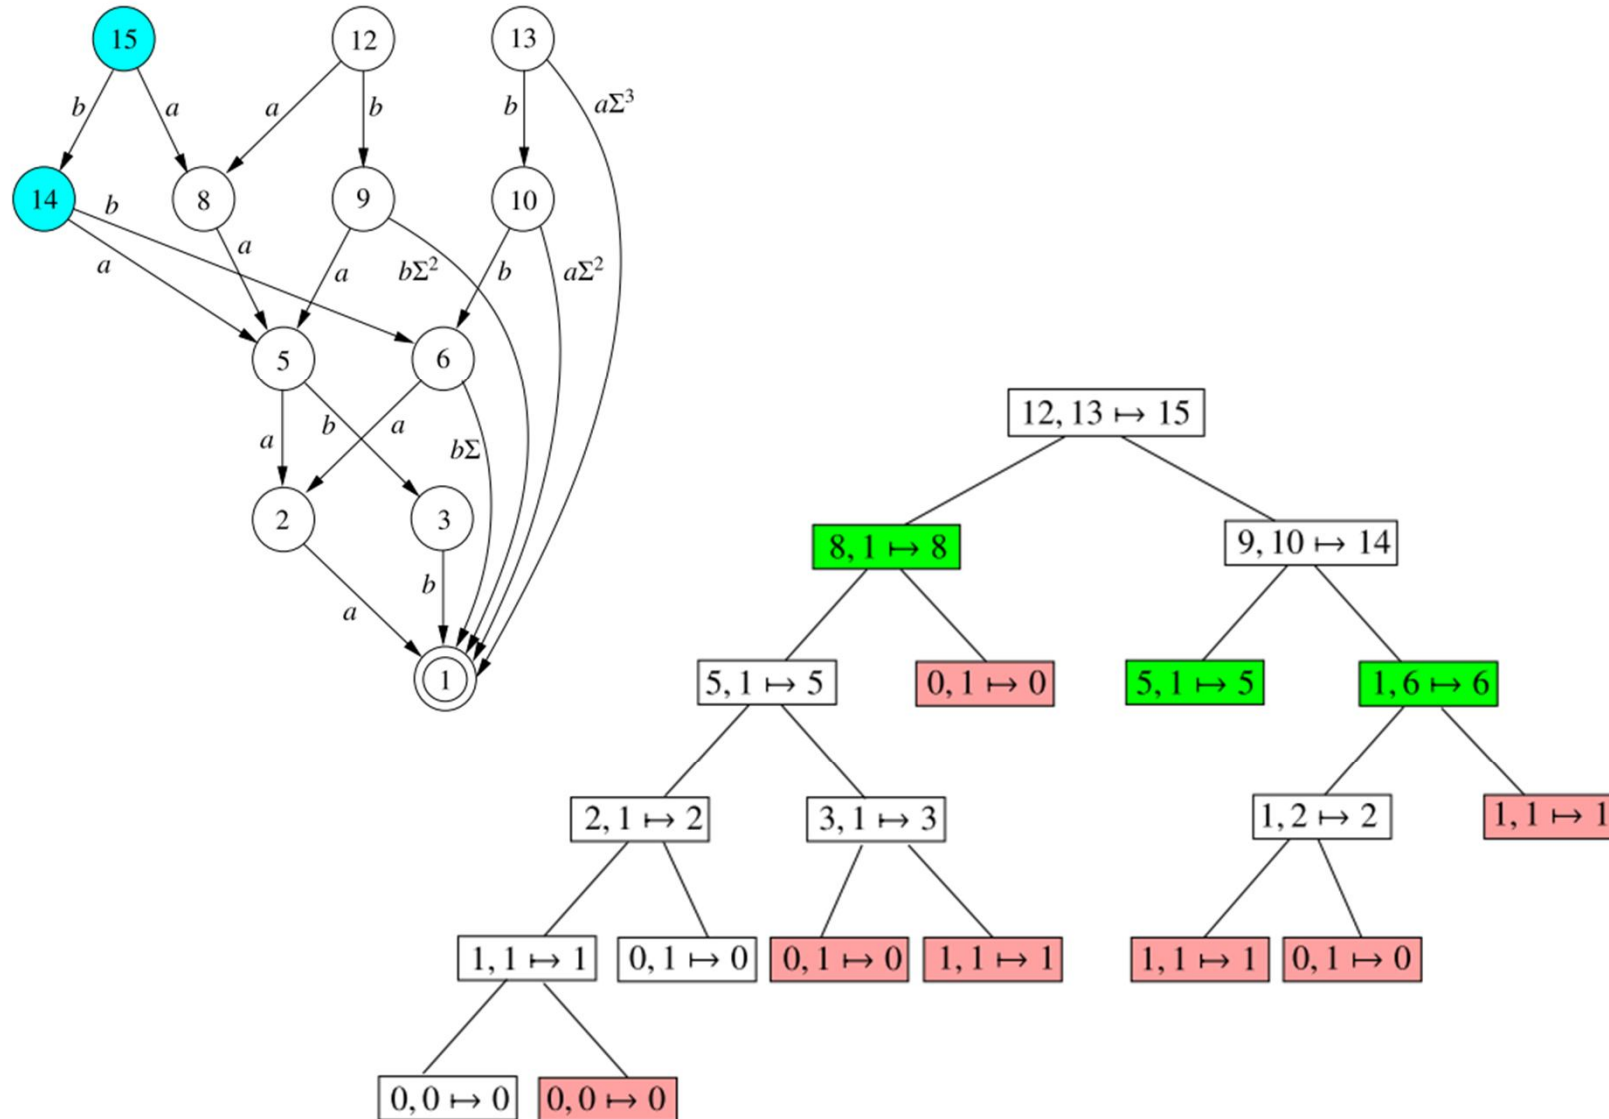 15 12 13
b a a b b aΣ³
14 8 9 10
b
a a a bΣ² b aΣ²
5 6
a b a bΣ
2 3
a b
1
12, 13 ↦ 15
8, 1 ↦ 8 9, 10 ↦ 14
5, 1 ↦ 5 0, 1 ↦ 0 5, 1 ↦ 5 1, 6 ↦ 6
2, 1 ↦ 2 3, 1 ↦ 3 1, 2 ↦ 2 1, 1 ↦ 1
1, 1 ↦ 1 0, 1 ↦ 0 0, 1 ↦ 0 1, 1 ↦ 1 1, 1 ↦ 1 0, 1 ↦ 0
0, 0 ↦ 0 0, 0 ↦ 0